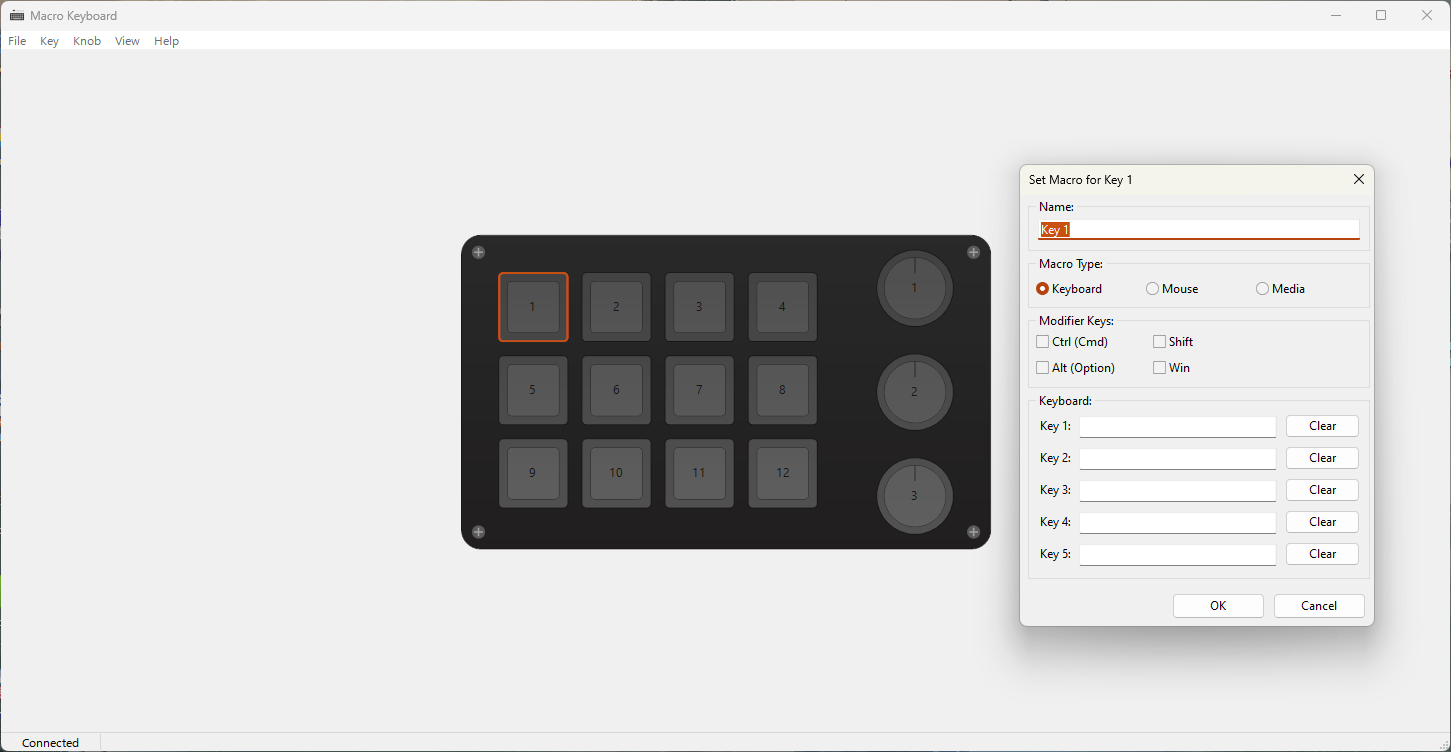 Macro Keyboard
File Key Knob View Help
Set Macro for Key 1
Name:
Key 1
Macro Type:
Keyboard Mouse Media
Modifier Keys:
Ctrl (Cmd) Shift
Alt (Option) Win
Keyboard:
Key 1: Clear
Key 2: Clear
Key 3: Clear
Key 4: Clear
Key 5: Clear
OK Cancel
1 2 3 4 1
5 6 7 8 2
9 10 11 12 3
Connected